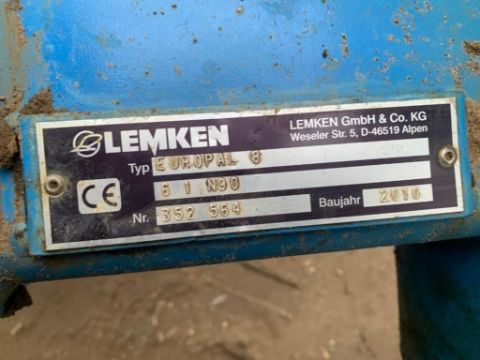 LEMKEN
LEMKEN GmbH & Co. KG
Weseler Str. 5, D-46519 Alpen
Typ EUROPAL 8
6 1 N90
CE
Nr. 352 564
Baujahr 2010